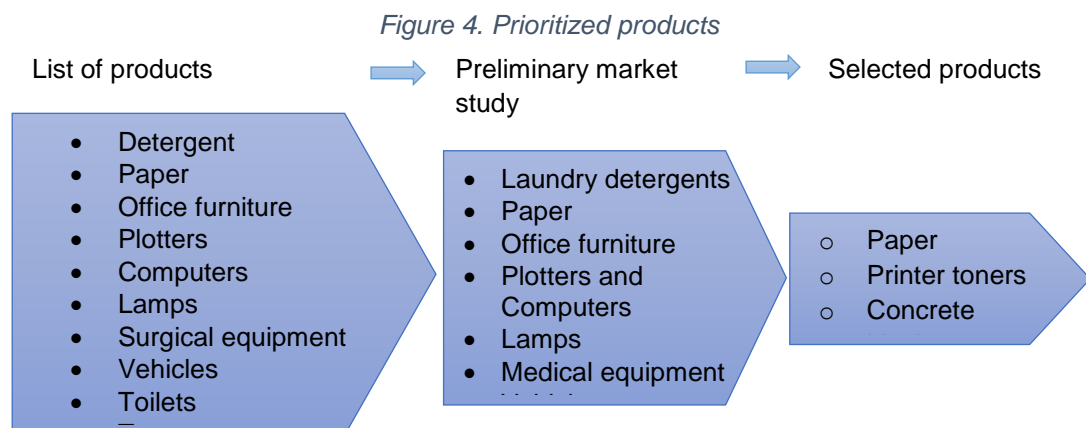 Figure 4. Prioritized products
List of products
Preliminary market
study
Selected products
• Detergent
• Paper
• Office furniture
• Plotters
• Computers
• Lamps
• Surgical equipment
• Vehicles
• Toilets
• Laundry detergents
• Paper
• Office furniture
• Plotters and
Computers
• Lamps
• Medical equipment
o Paper
o Printer toners
o Concrete